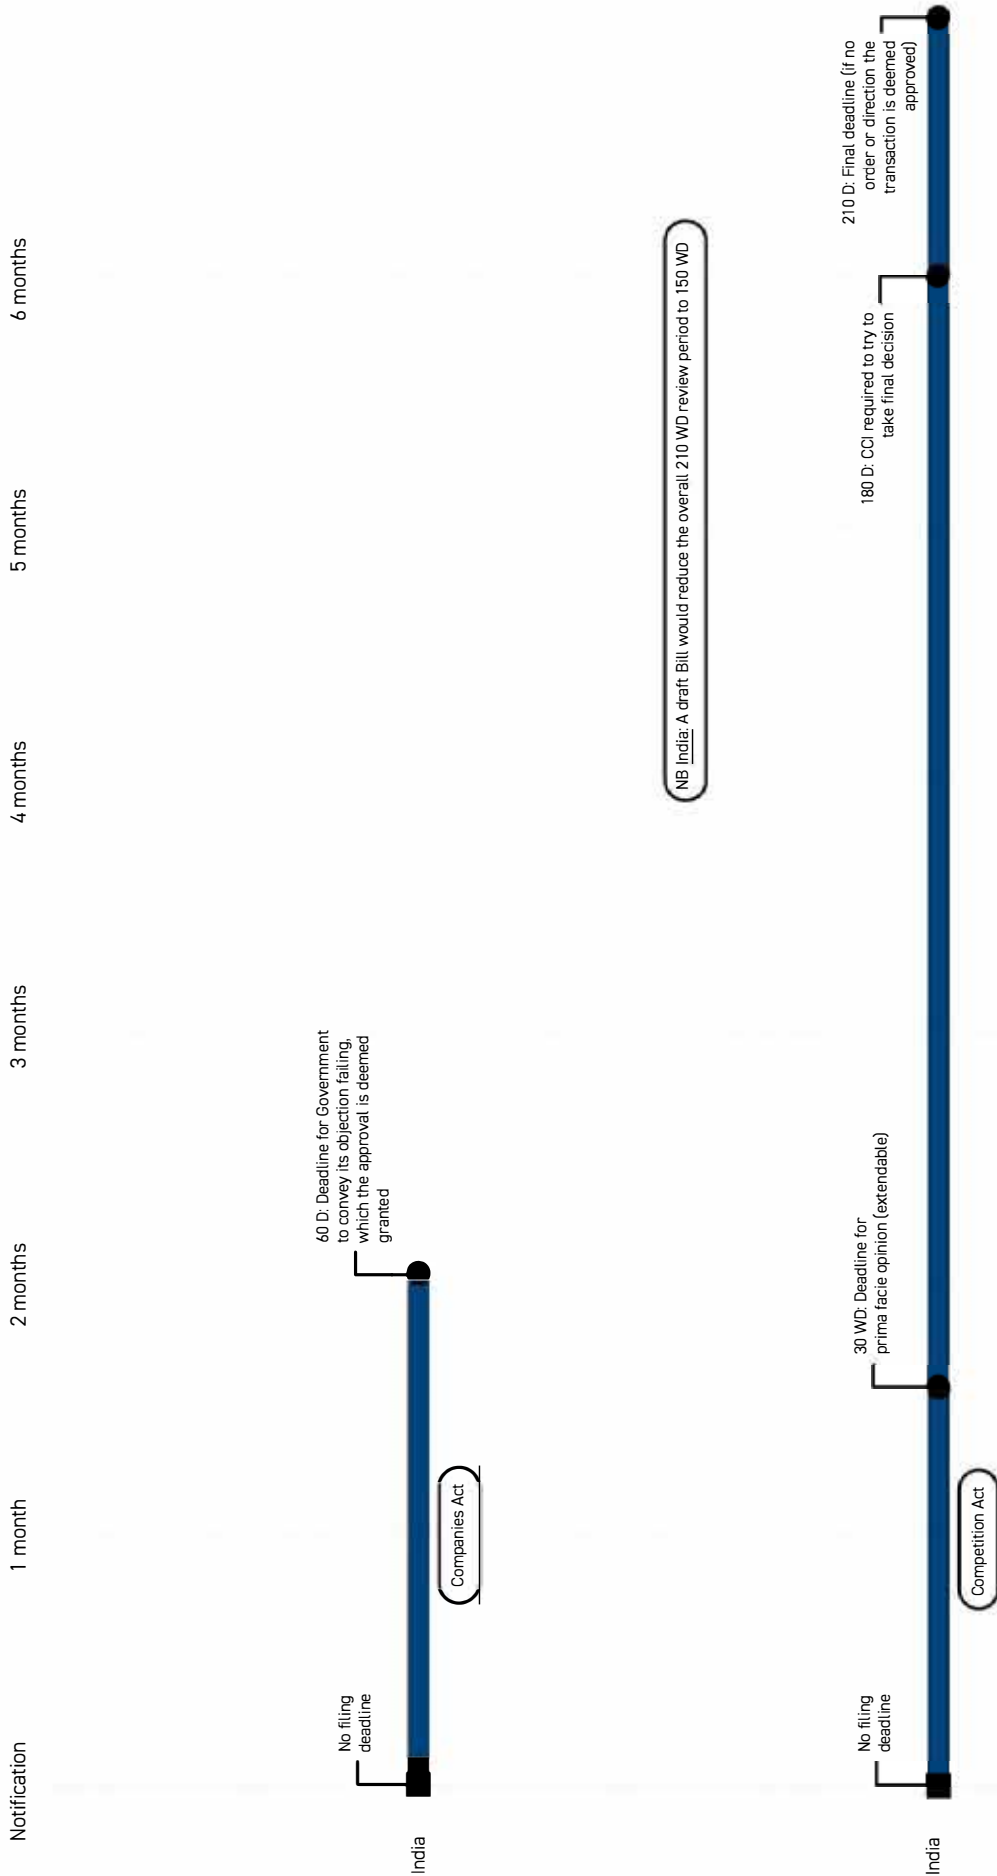 Notification
1 month
2 months
3 months
4 months
5 months
6 months
India
No filing
deadline
Companies Act
60 D: Deadline for Government
to convey its objection failing,
which the approval is deemed
granted
NB India: A draft Bill would reduce the overall 210 WD review period to 150 WD
India
No filing
deadline
Competition Act
30 WD: Deadline for
prima facie opinion (extendable)
180 D: CCI required to try to
take final decision
210 D: Final deadline (if no
order or direction the
transaction is deemed
approved)